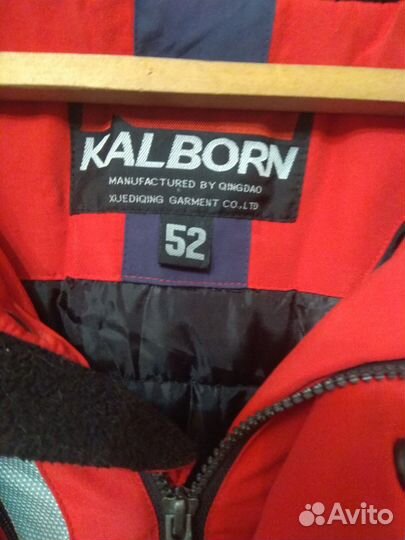 KALBORN
MANUFACTURED BY QINGDAO
XUEDIQING GARMENT CO.,LTD
52
Avito